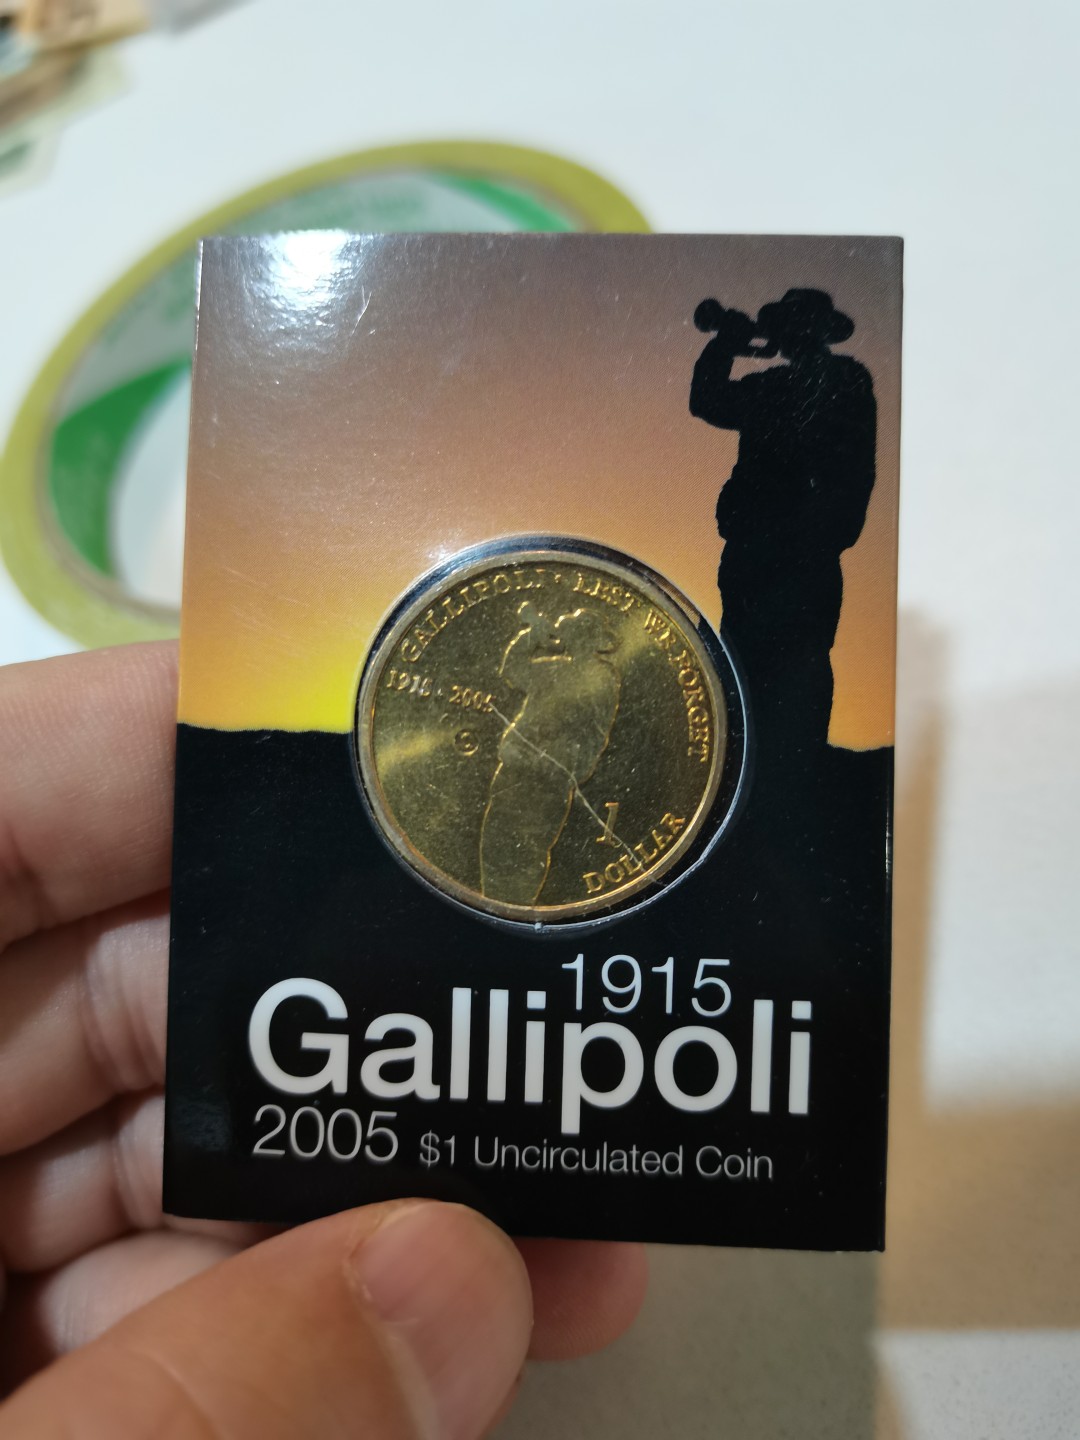 GALLIPOLI · LEST WE FORGET
1915 · 2005
G
1
DOLLAR
1915
Gallipoli
2005 $1 Uncirculated Coin